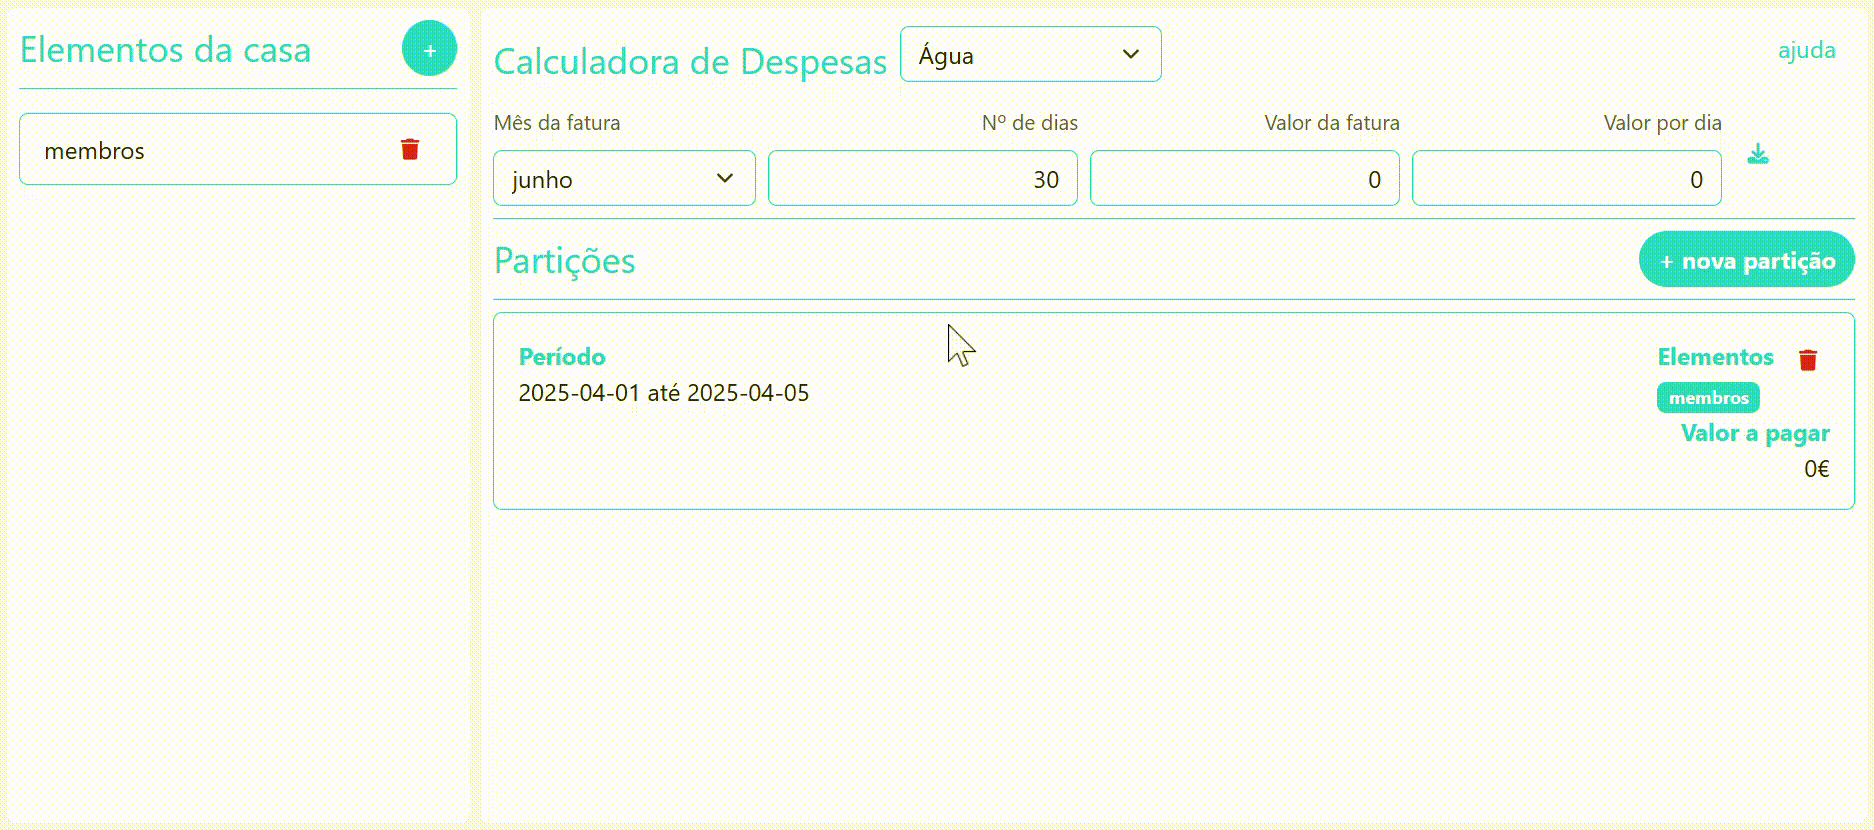 Elementos da casa
+
membros
Calculadora de Despesas
Água
ajuda
Mês da fatura
Nº de dias
Valor da fatura
Valor por dia
junho
30
0
0
Partições
+ nova partição
Período
2025-04-01 até 2025-04-05
Elementos
membros
Valor a pagar
0€